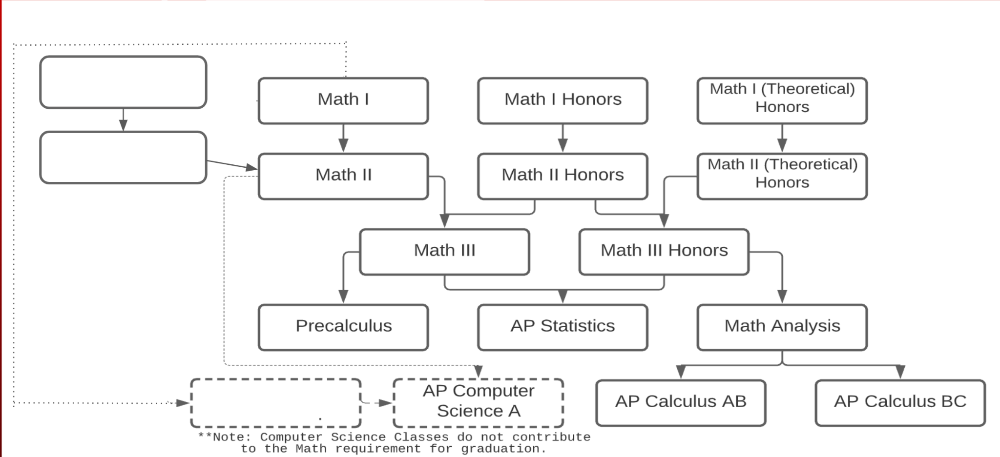 Math I
Math I Honors
Math I (Theoretical)
Honors
Math II
Math II Honors
Math II (Theoretical)
Honors
Math III
Math III Honors
Precalculus
AP Statistics
Math Analysis
.
AP Computer
Science A
AP Calculus AB
AP Calculus BC
**Note: Computer Science Classes do not contribute
to the Math requirement for graduation.